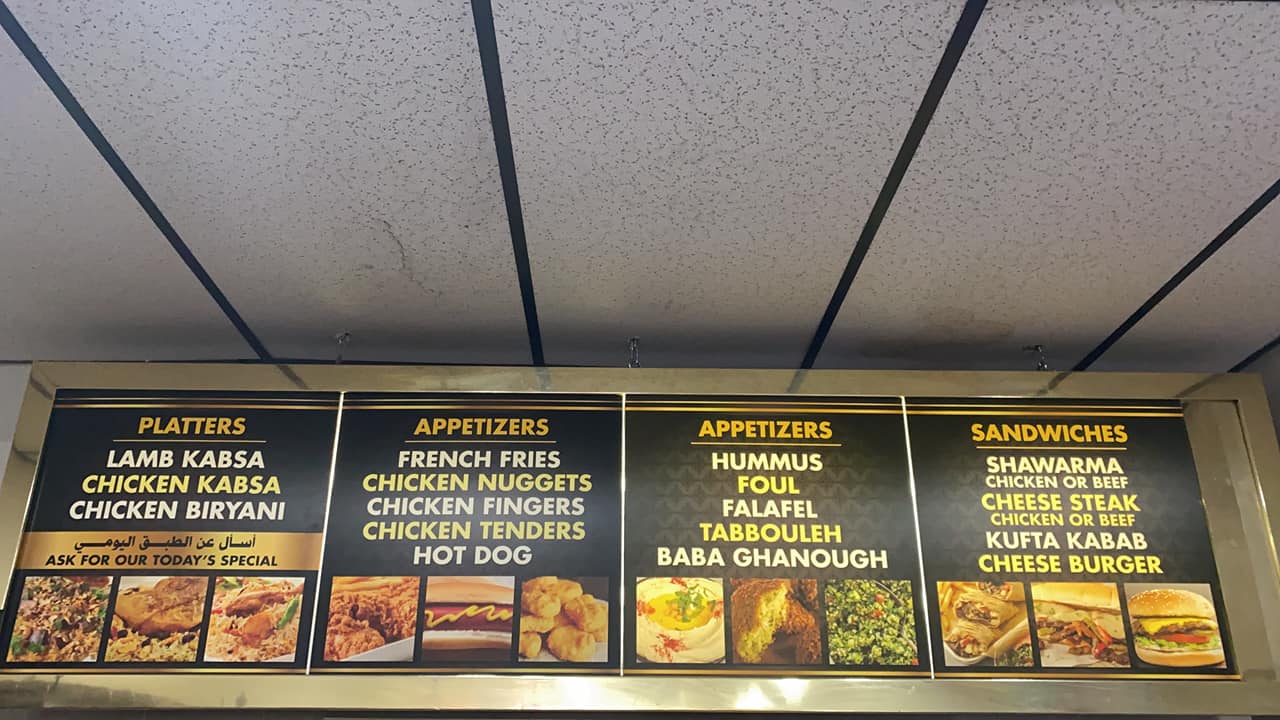 PLATTERS
LAMB KABSA
CHICKEN KABSA
CHICKEN BIRYANI
أسأل عن الطبق اليومي
ASK FOR OUR TODAY'S SPECIAL
APPETIZERS
FRENCH FRIES
CHICKEN NUGGETS
CHICKEN FINGERS
CHICKEN TENDERS
HOT DOG
APPETIZERS
HUMMUS
FOUL
FALAFEL
TABBOULEH
BABA GHANOUGH
SANDWICHES
SHAWARMA
CHICKEN OR BEEF
CHEESE STEAK
CHICKEN OR BEEF
KUFTA KABAB
CHEESE BURGER